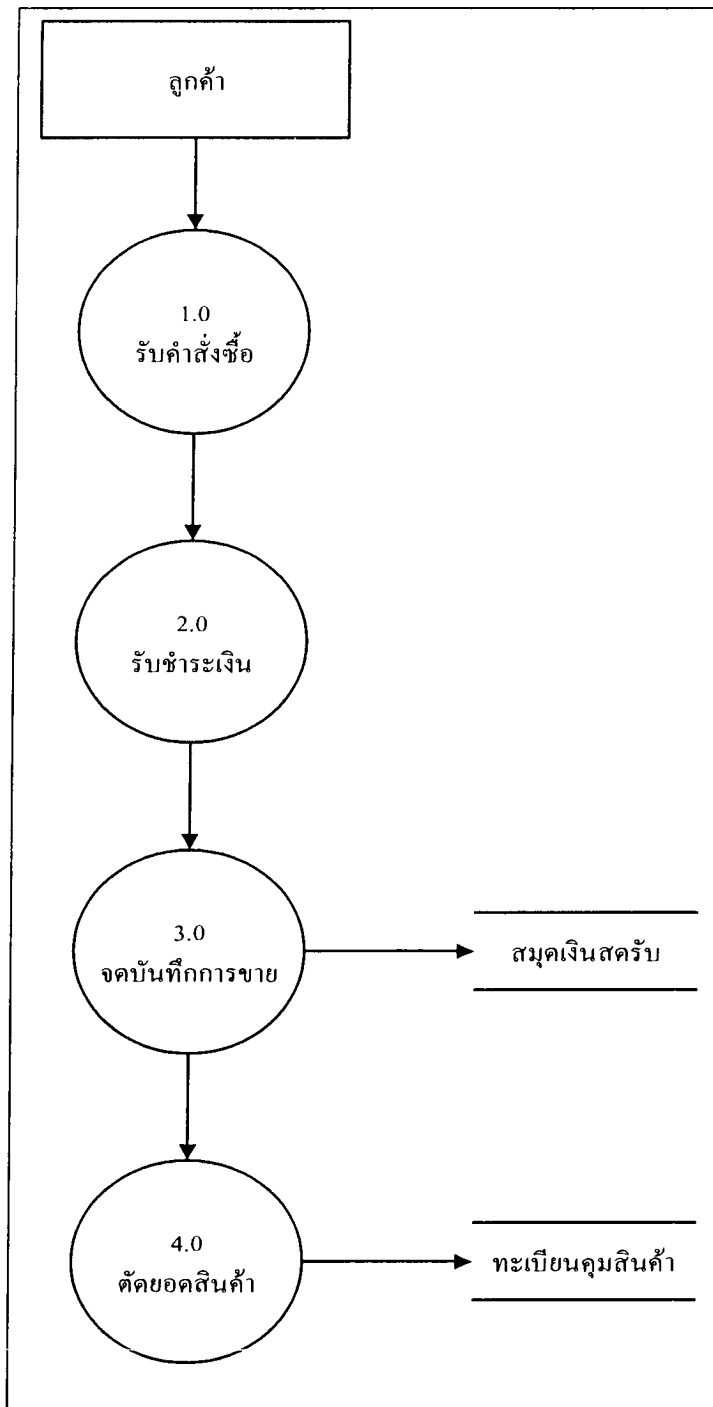 ลูกค้า
1.0
รับคำสั่งซื้อ
2.0
รับชำระเงิน
3.0
จดบันทึกการขาย
สมุดเงินสดรับ
4.0
ตัดยอดสินค้า
ทะเบียนคุมสินค้า